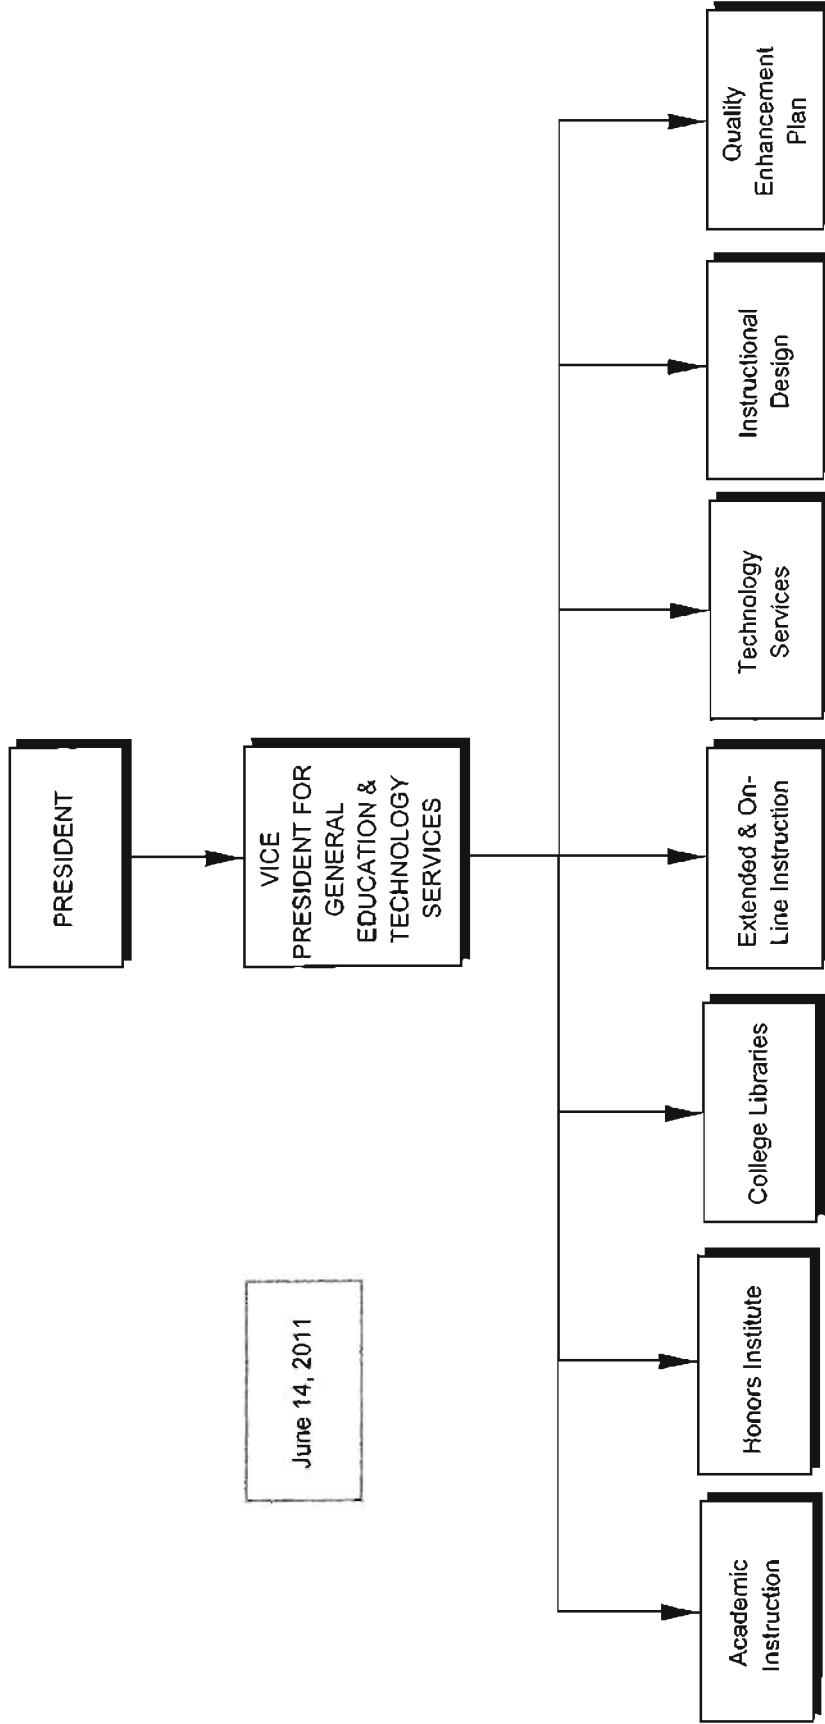 PRESIDENT
VICE
PRESIDENT FOR
GENERAL
EDUCATION &
TECHNOLOGY
SERVICES
June 14, 2011
Academic
Instruction
Honors Institute
College Libraries
Extended & On-
Line Instruction
Technology
Services
Instructional
Design
Quality
Enhancement
Plan